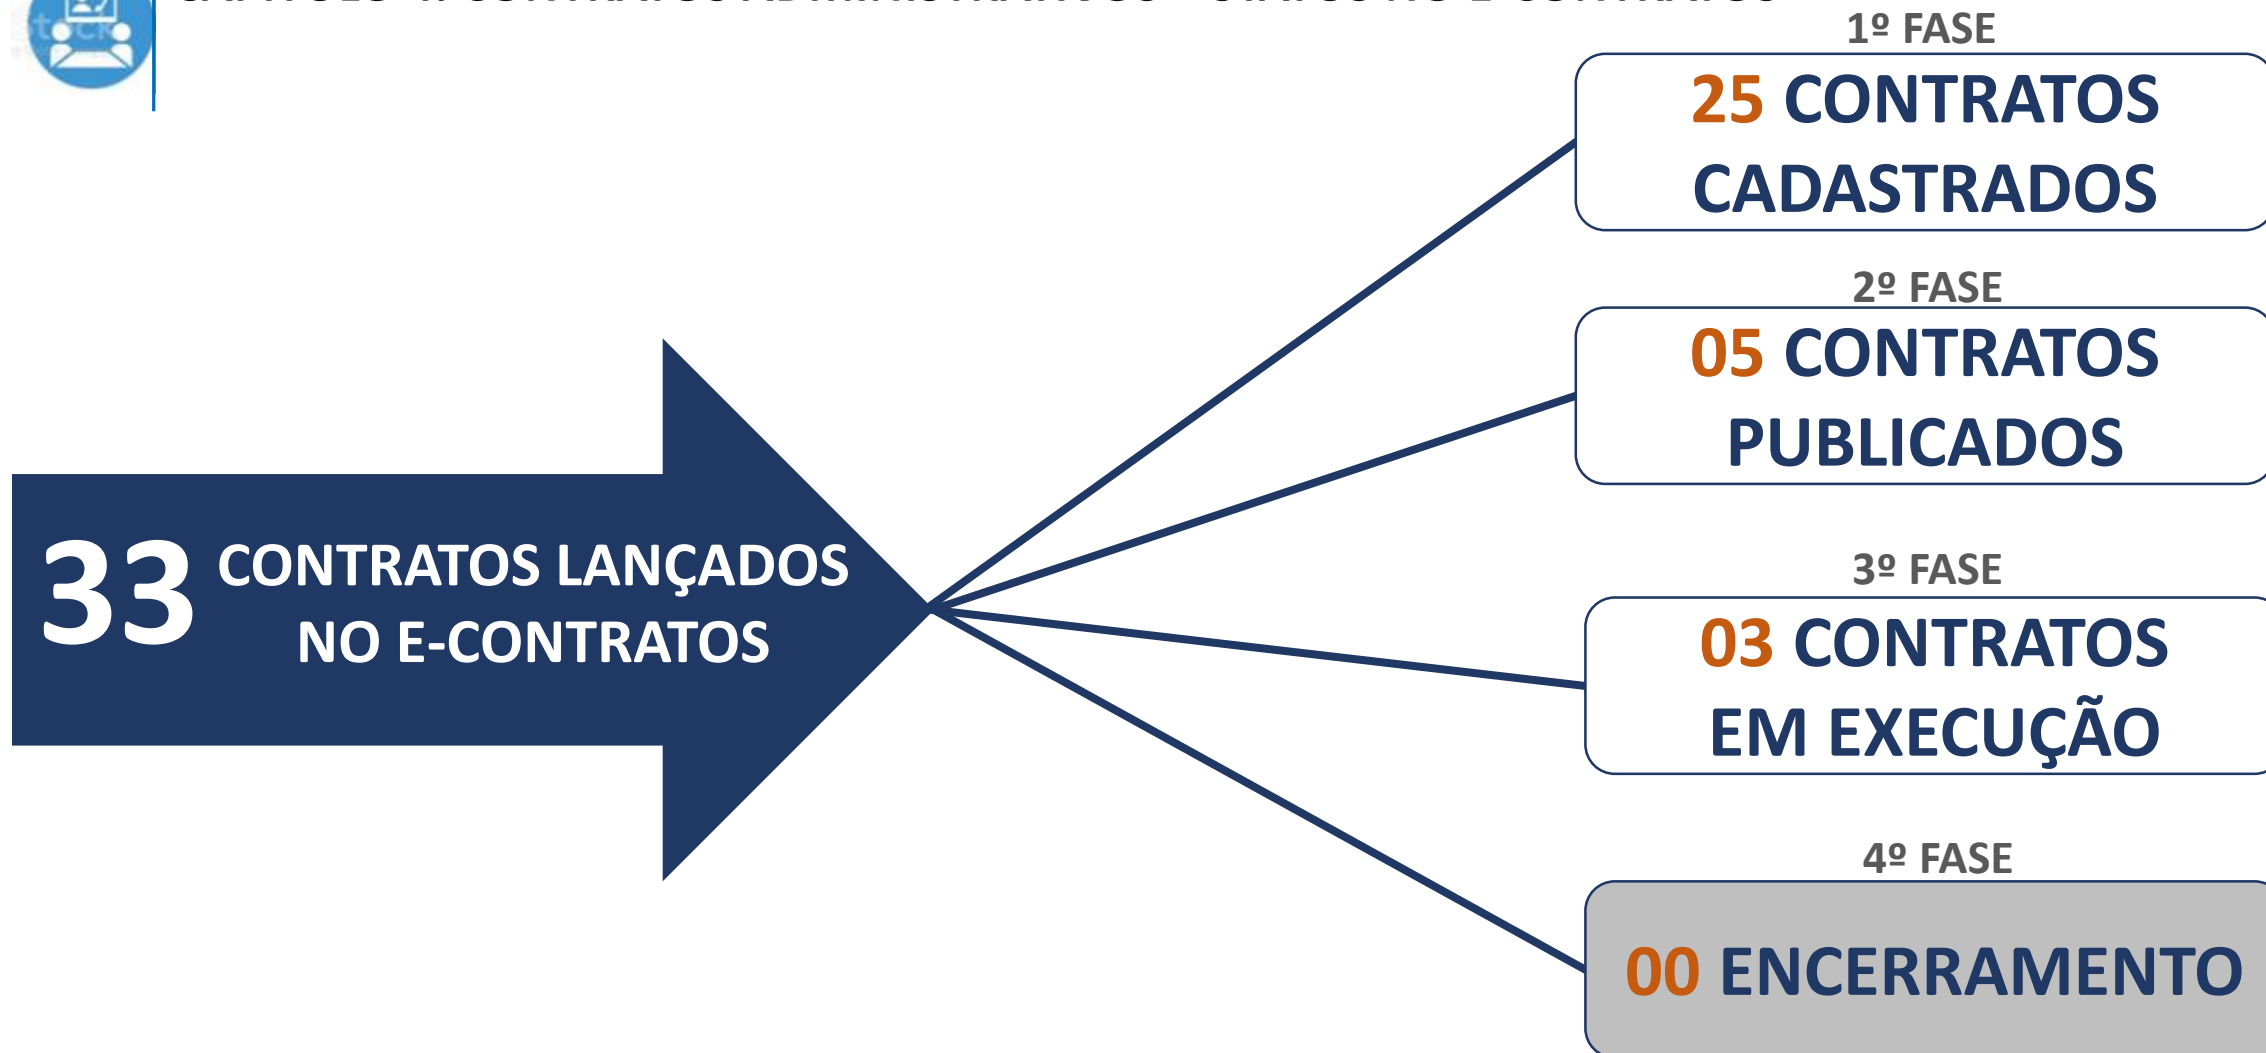 1º FASE
25 CONTRATOS
CADASTRADOS
2º FASE
05 CONTRATOS
PUBLICADOS
33 CONTRATOS LANÇADOS
NO E-CONTRATOS
3º FASE
03 CONTRATOS
EM EXECUÇÃO
4º FASE
00 ENCERRAMENTO